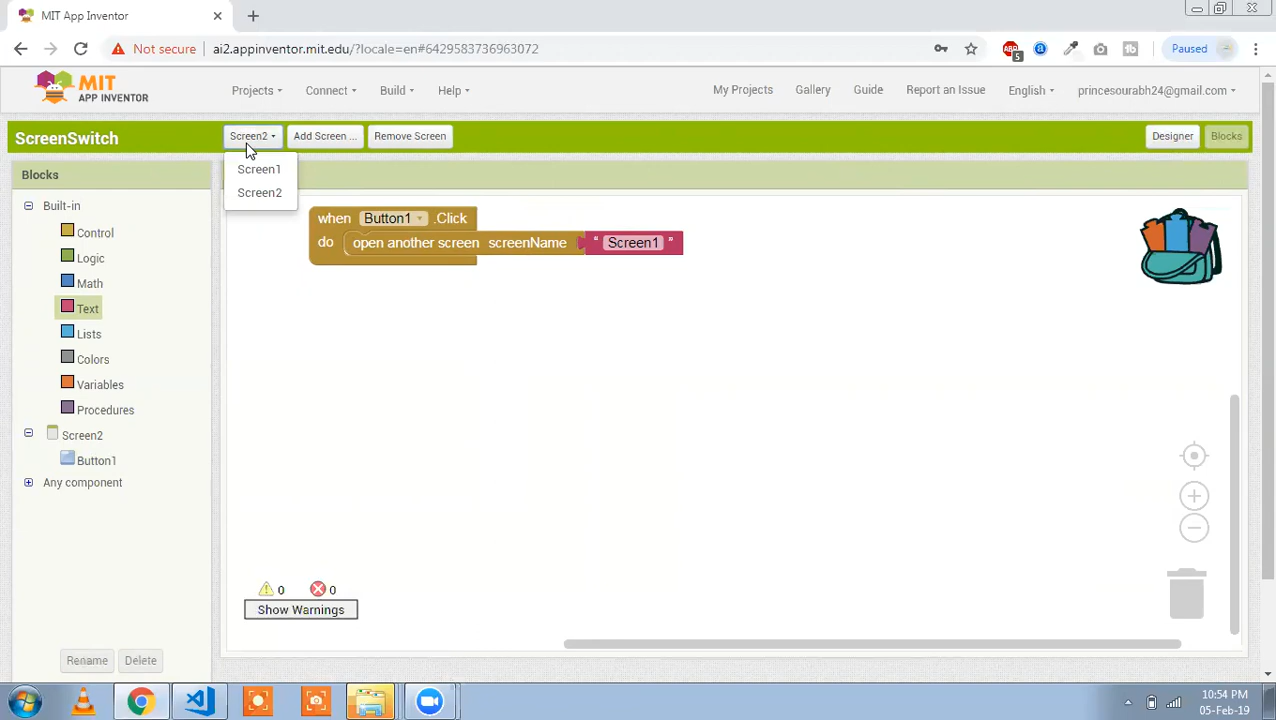 MIT App Inventor
Not secure
ai2.appinventor.mit.edu/?locale=en#6429583736963072
ABP
5
a
Paused
MIT
APP INVENTOR
Projects
Connect
Build
Help
My Projects
Gallery
Guide
Report an Issue
English
princesourabh24@gmail.com
ScreenSwitch
Screen2
Add Screen ...
Remove Screen
Designer
Blocks
Screen1
Screen2
Blocks
Built-in
Control
Logic
Math
Text
Lists
Colors
Variables
Procedures
Screen2
Button1
Any component
when Button1 .Click
do open another screen screenName " Screen1 "
0 0
Show Warnings
Rename
Delete
10:54 PM
05-Feb-19